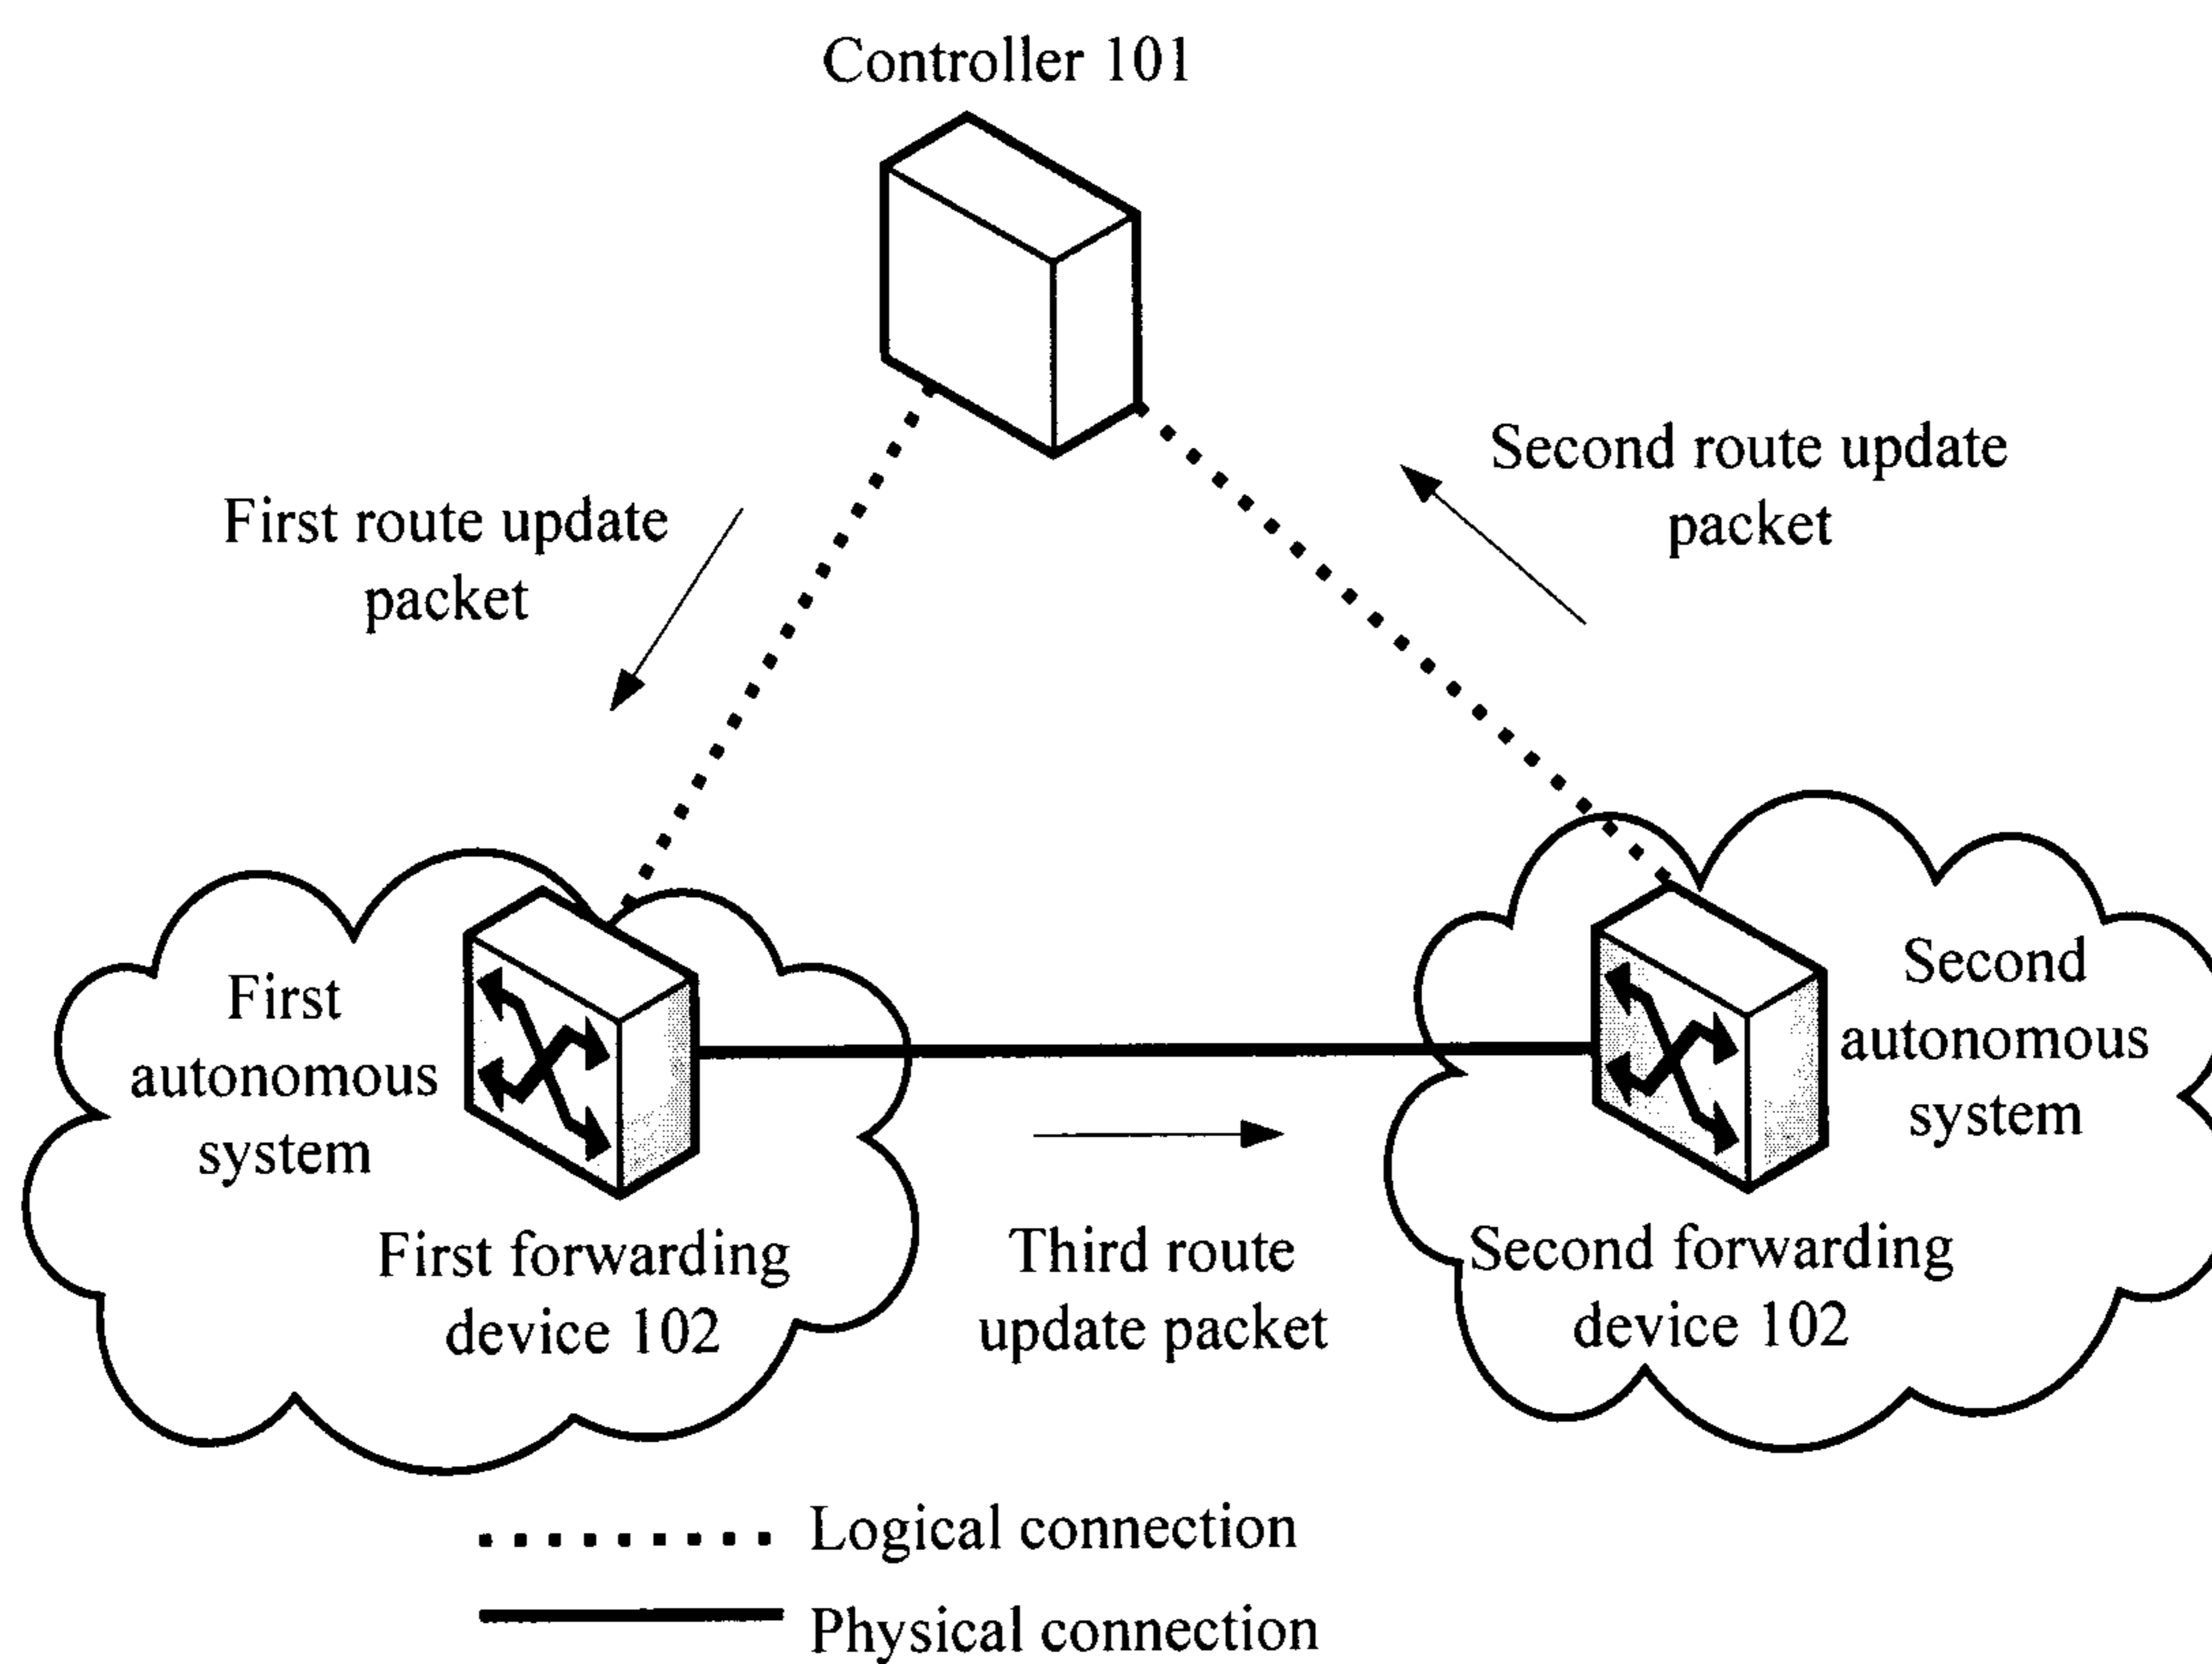 Controller 101
First route update
packet
Second route update
packet
First
autonomous
system
Second
autonomous
system
First forwarding
device 102
Third route
update packet
Second forwarding
device 102
Logical connection
Physical connection